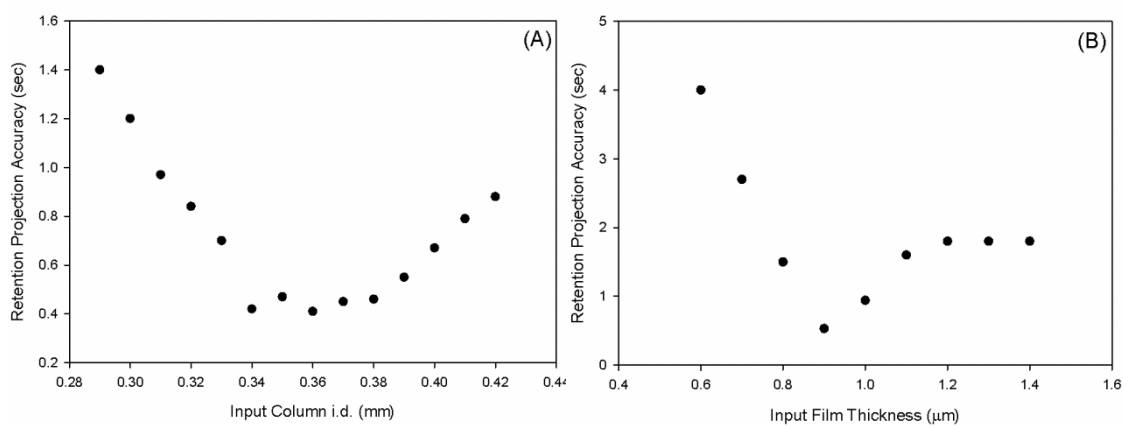 (A)
Retention Projection Accuracy (sec)
1.6
1.4
1.2
1.0
0.8
0.6
0.4
0.2
0.28 0.30 0.32 0.34 0.36 0.38 0.40 0.42 0.44
Input Column i.d. (mm)
(B)
Retention Projection Accuracy (sec)
5
4
3
2
1
0
0.4 0.6 0.8 1.0 1.2 1.4 1.6
Input Film Thickness (μm)